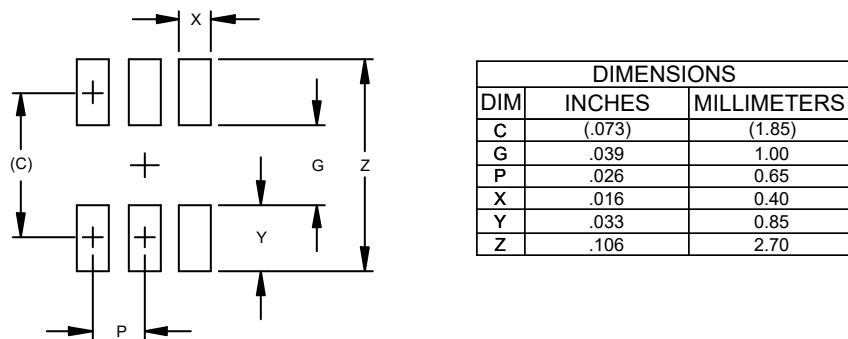 X
(C)
G
Z
Y
P
DIMENSIONS
DIM INCHES MILLIMETERS
C (.073) (1.85)
G .039 1.00
P .026 0.65
X .016 0.40
Y .033 0.85
Z .106 2.70